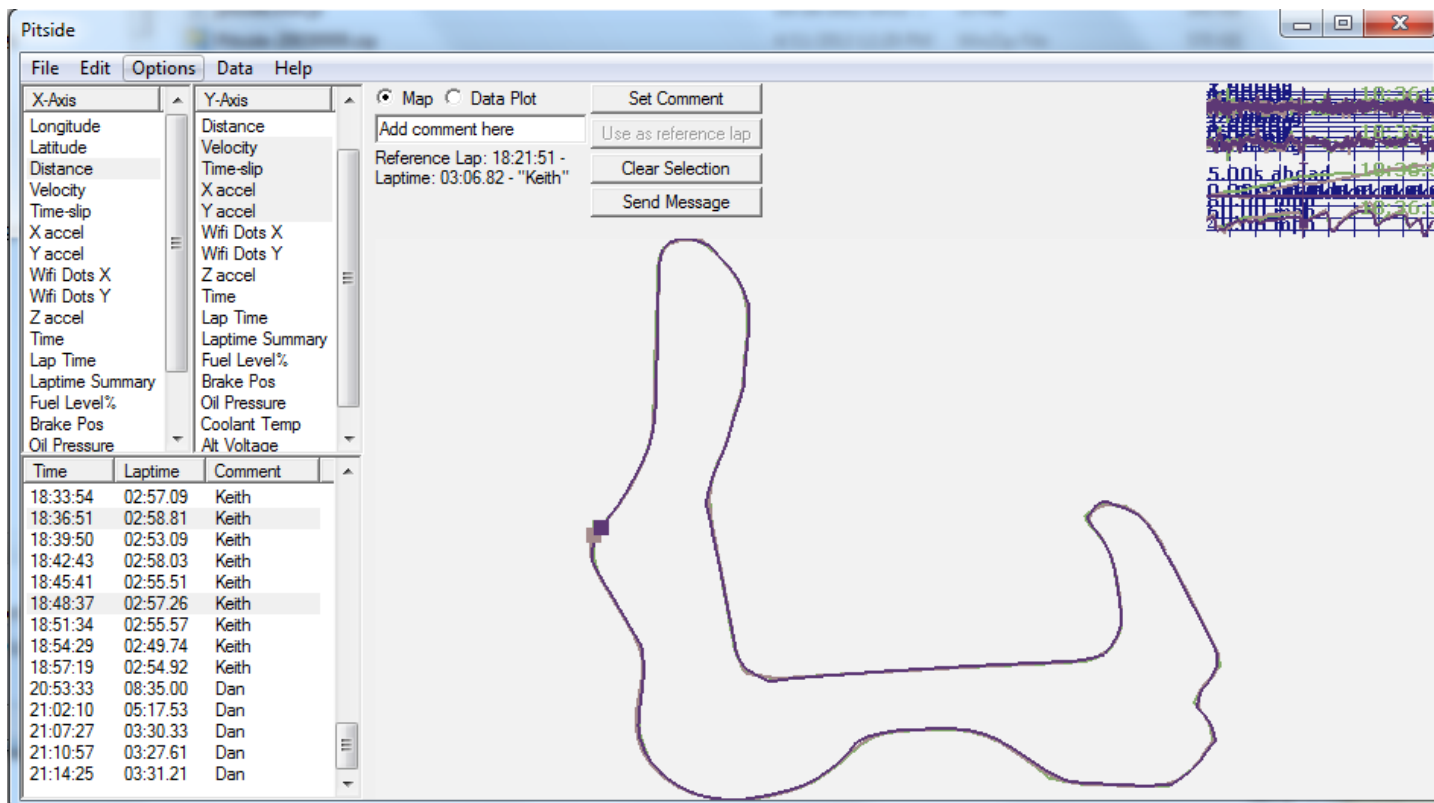 Pitside
File Edit Options Data Help
X-Axis
Longitude
Latitude
Distance
Velocity
Time-slip
X accel
Y accel
Wifi Dots X
Wifi Dots Y
Z accel
Time
Lap Time
Laptime Summary
Fuel Level%
Brake Pos
Oil Pressure
Y-Axis
Distance
Velocity
Time-slip
X accel
Y accel
Wifi Dots X
Wifi Dots Y
Z accel
Time
Lap Time
Laptime Summary
Fuel Level%
Brake Pos
Oil Pressure
Coolant Temp
Alt Voltage
Map Data Plot
Add comment here
Reference Lap: 18:21:51 -
Laptime: 03:06.82 - "Keith"
Set Comment
Use as reference lap
Clear Selection
Send Message
5.00s ahead
Time Laptime Comment
18:33:54 02:57.09 Keith
18:36:51 02:58.81 Keith
18:39:50 02:53.09 Keith
18:42:43 02:58.03 Keith
18:45:41 02:55.51 Keith
18:48:37 02:57.26 Keith
18:51:34 02:55.57 Keith
18:54:29 02:49.74 Keith
18:57:19 02:54.92 Keith
20:53:33 08:35.00 Dan
21:02:10 05:17.53 Dan
21:07:27 03:30.33 Dan
21:10:57 03:27.61 Dan
21:14:25 03:31.21 Dan